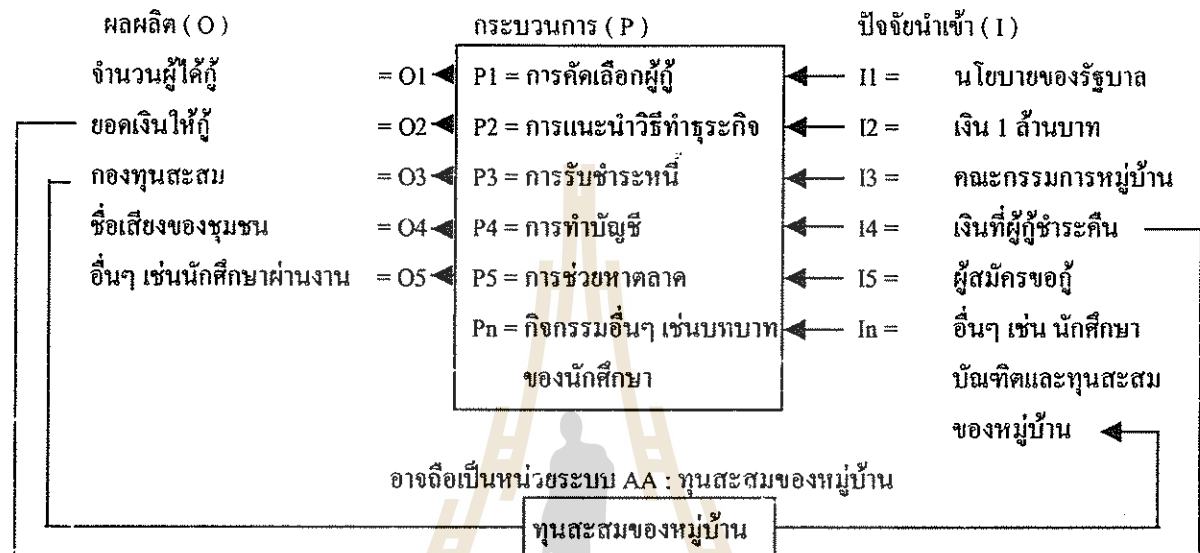 ผลผลิต ( O ) กระบวนการ ( P ) ปัจจัยนำเข้า ( I )
จำนวนผู้ได้กู้ = O1 P1 = การคัดเลือกผู้กู้ I1 = นโยบายของรัฐบาล
ยอดเงินให้กู้ = O2 P2 = การแนะนำวิธีทำธุระกิจ I2 = เงิน 1 ล้านบาท
กองทุนสะสม = O3 P3 = การรับชำระหนี้ I3 = คณะกรรมการหมู่บ้าน
ชื่อเสียงของชุมชน = O4 P4 = การทำบัญชี I4 = เงินที่ผู้กู้ชำระคืน
อื่นๆ เช่นนักศึกษาผ่านงาน = O5 P5 = การช่วยหาตลาด I5 = ผู้สมัครขอกู้
Pn = กิจกรรมอื่นๆ เช่นบทบาท In = อื่นๆ เช่น นักศึกษา
ของนักศึกษา บัณฑิตและทุนสะสม
ของหมู่บ้าน
อาจถือเป็นหน่วยระบบ AA : ทุนสะสมของหมู่บ้าน
ทุนสะสมของหมู่บ้าน